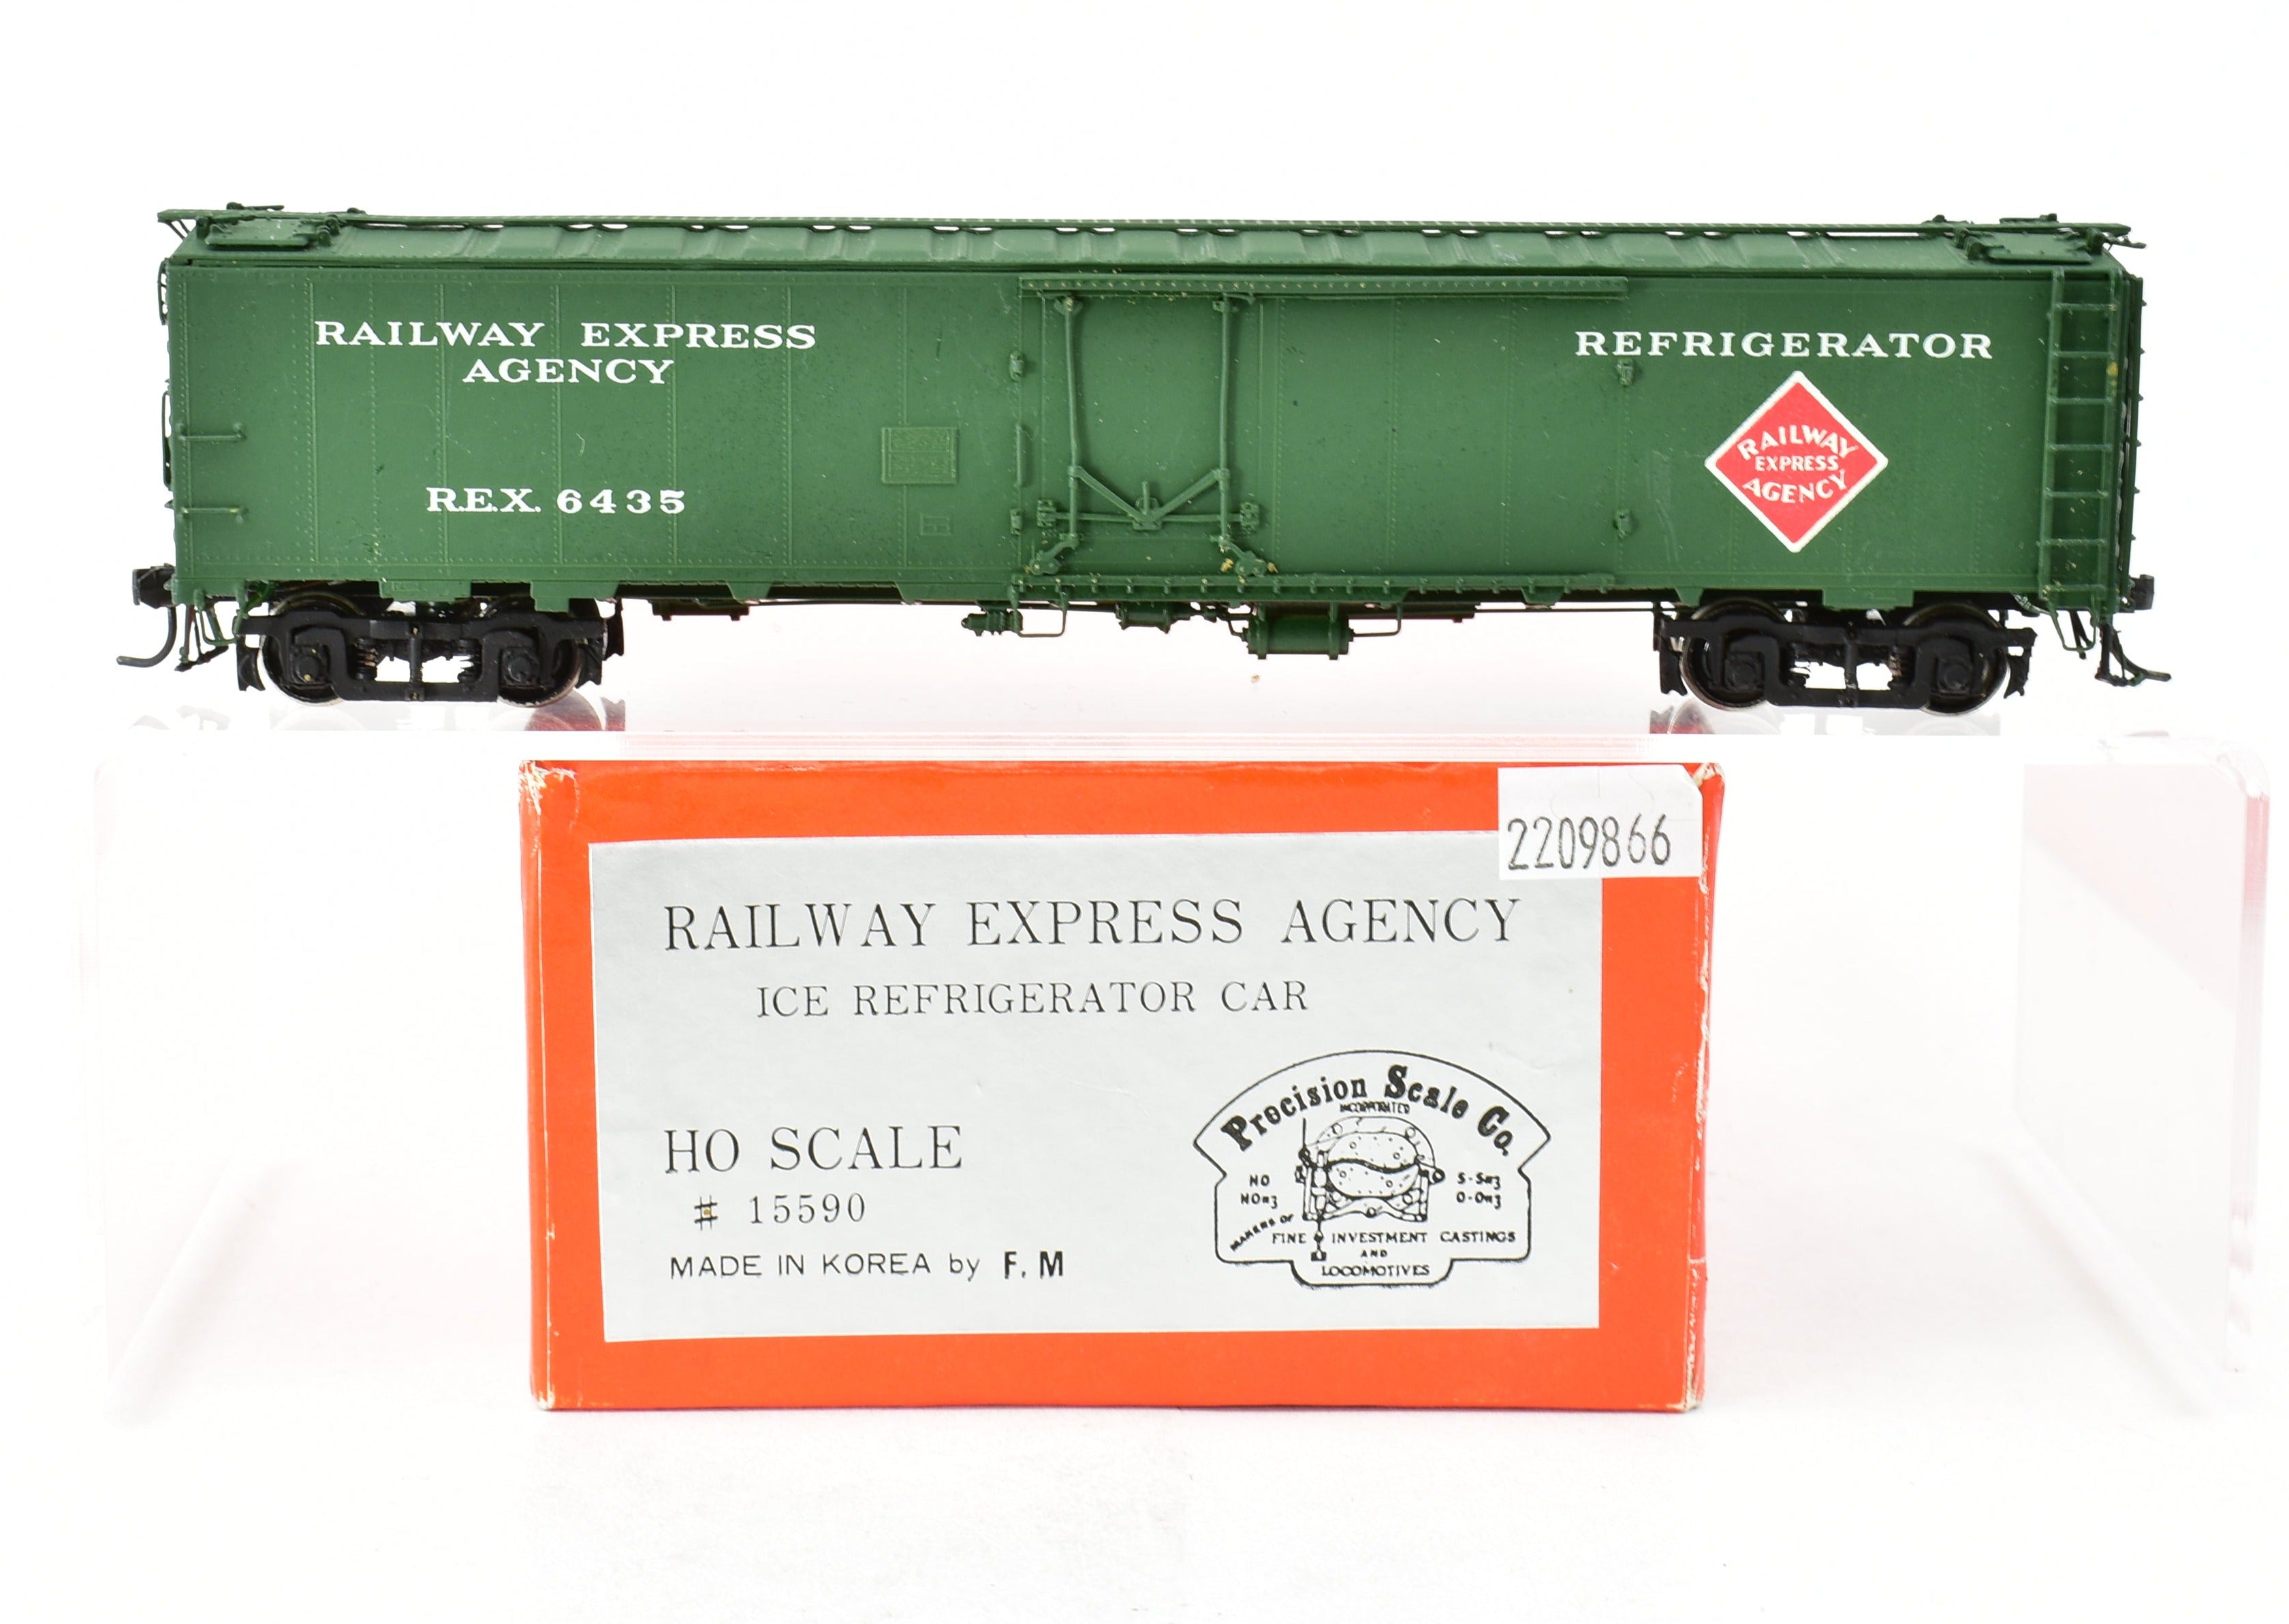 RAILWAY EXPRESS
AGENCY
REFRIGERATOR
RAILWAY
EXPRESS
AGENCY
R.E.X. 6435
2209866
RAILWAY EXPRESS AGENCY
ICE REFRIGERATOR CAR
HO SCALE
# 15590
MADE IN KOREA by F.M
Precision Scale Co.
INCORPORATED
HO
HOn3
S-Sn3
O-On3
MAKERS OF
FINE INVESTMENT CASTINGS
AND
LOCOMOTIVES